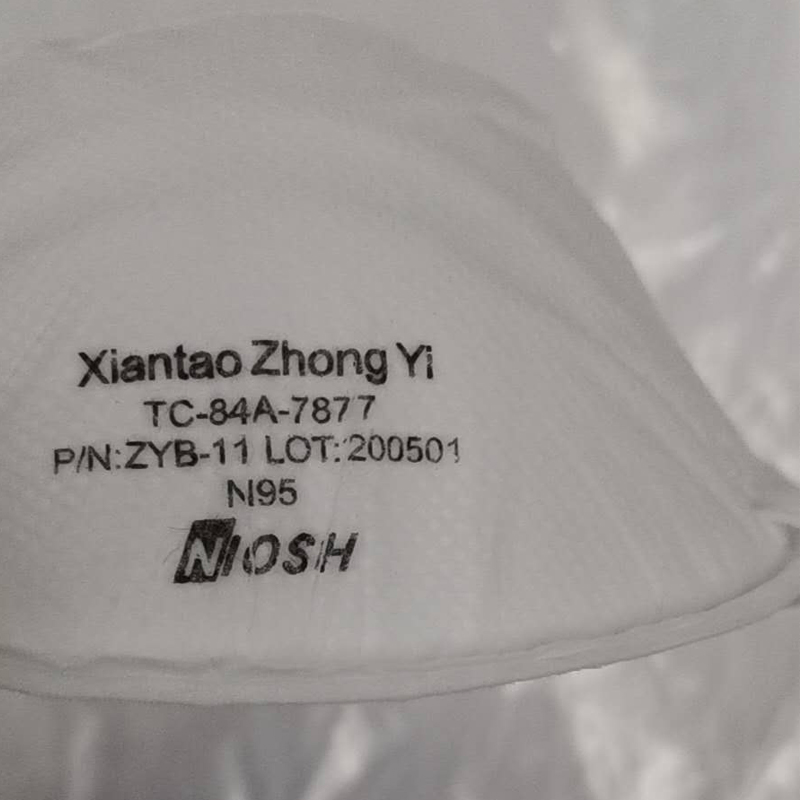 Xiantao Zhong Yi
TC-84A-7877
P/N:ZYB-11 LOT:200501
N95
NIOSH